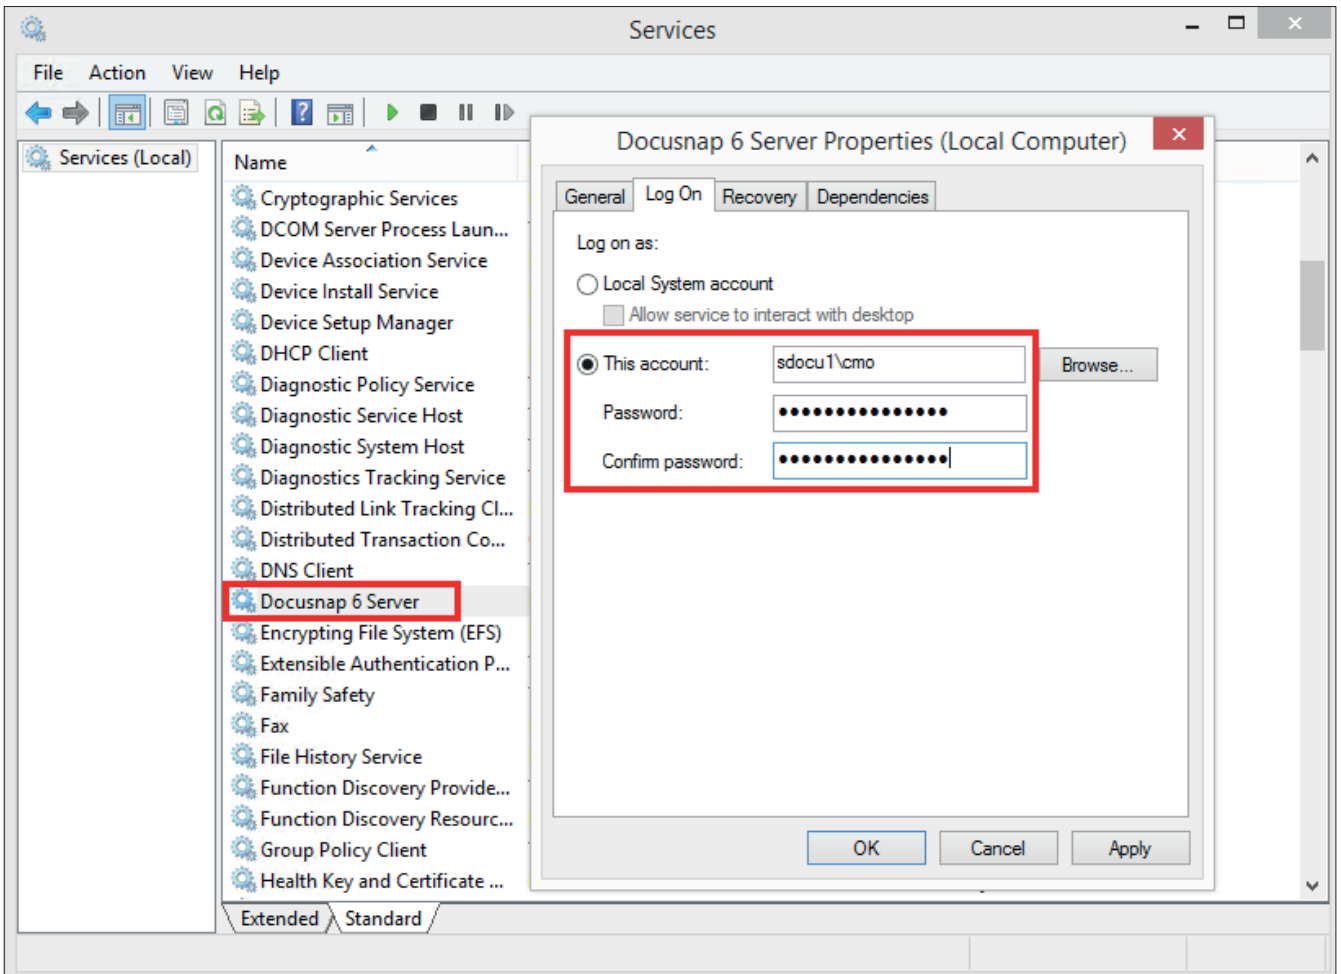 Services
File Action View Help
Services (Local)
Name
Cryptographic Services
DCOM Server Process Laun...
Device Association Service
Device Install Service
Device Setup Manager
DHCP Client
Diagnostic Policy Service
Diagnostic Service Host
Diagnostic System Host
Diagnostics Tracking Service
Distributed Link Tracking Cl...
Distributed Transaction Co...
DNS Client
Docusnap 6 Server
Encrypting File System (EFS)
Extensible Authentication P...
Family Safety
Fax
File History Service
Function Discovery Provide...
Function Discovery Resourc...
Group Policy Client
Health Key and Certificate ...
Extended Standard
Docusnap 6 Server Properties (Local Computer)
General Log On Recovery Dependencies
Log on as:
Local System account
Allow service to interact with desktop
This account: sdocu1\cmo Browse...
Password: •••••••••••••••
Confirm password: •••••••••••••••
OK Cancel Apply